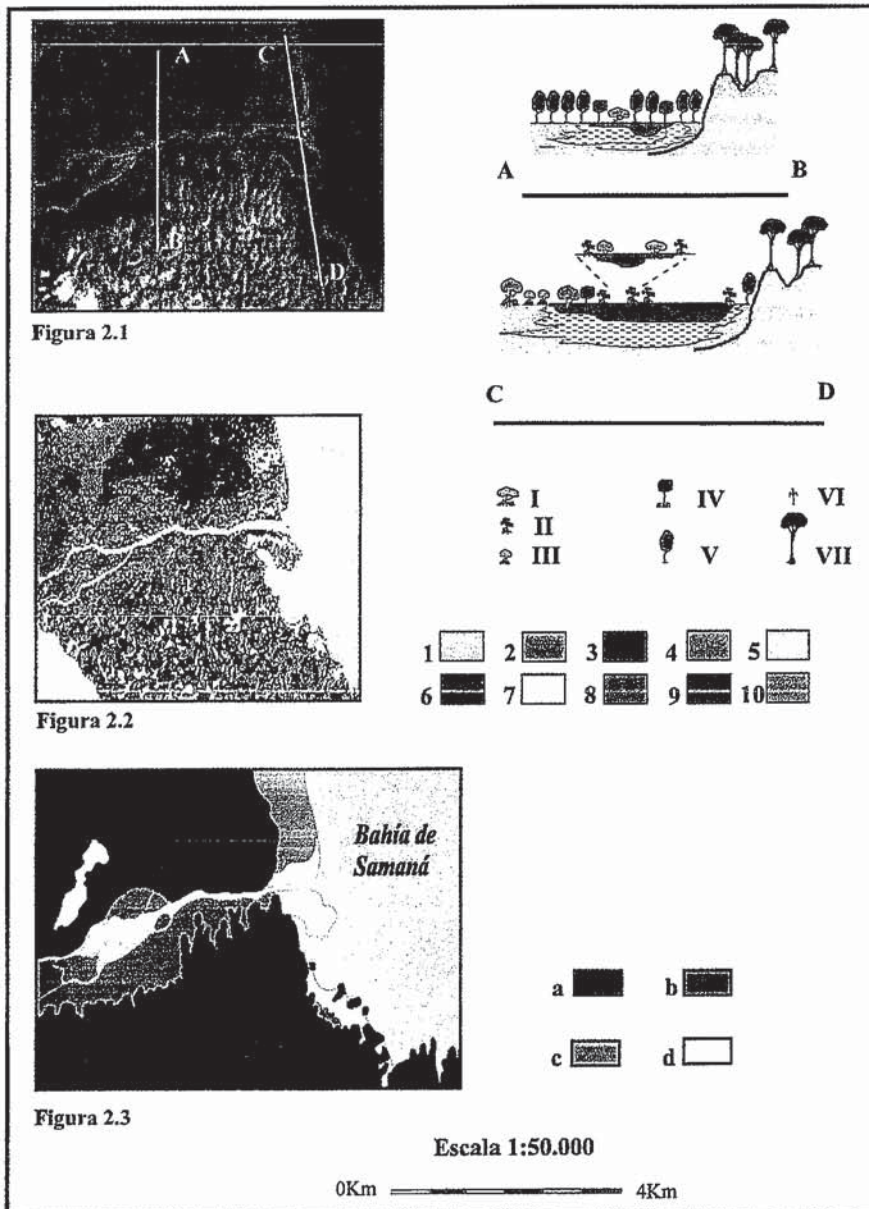 A
C
B
D
Figura 2.1
A B
C D
I IV VI
II
III V VII
1 2 3 4 5
6 7 8 9 10
Figura 2.2
Bahía de
Samaná
a b
c d
Figura 2.3
Escala 1:50.000
0Km 4Km